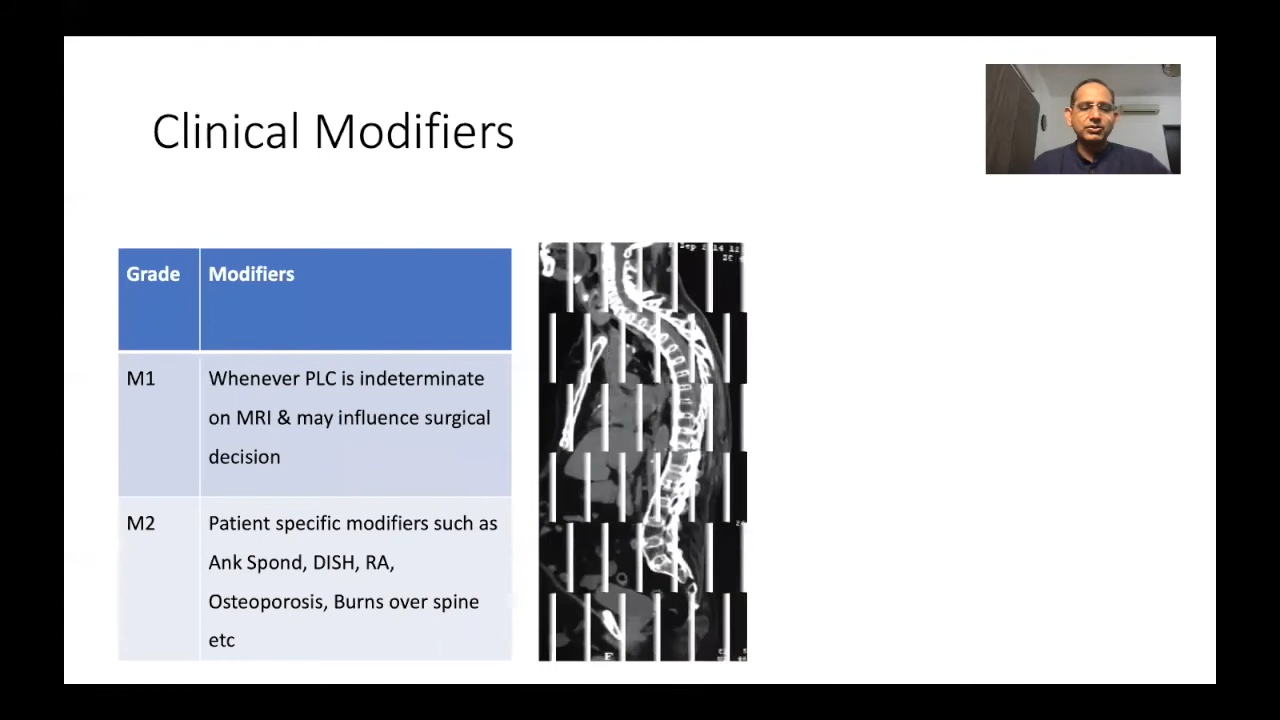 Clinical Modifiers
Grade Modifiers
M1 Whenever PLC is indeterminate
on MRI & may influence surgical
decision
M2 Patient specific modifiers such as
Ank Spond, DISH, RA,
Osteoporosis, Burns over spine
etc
F